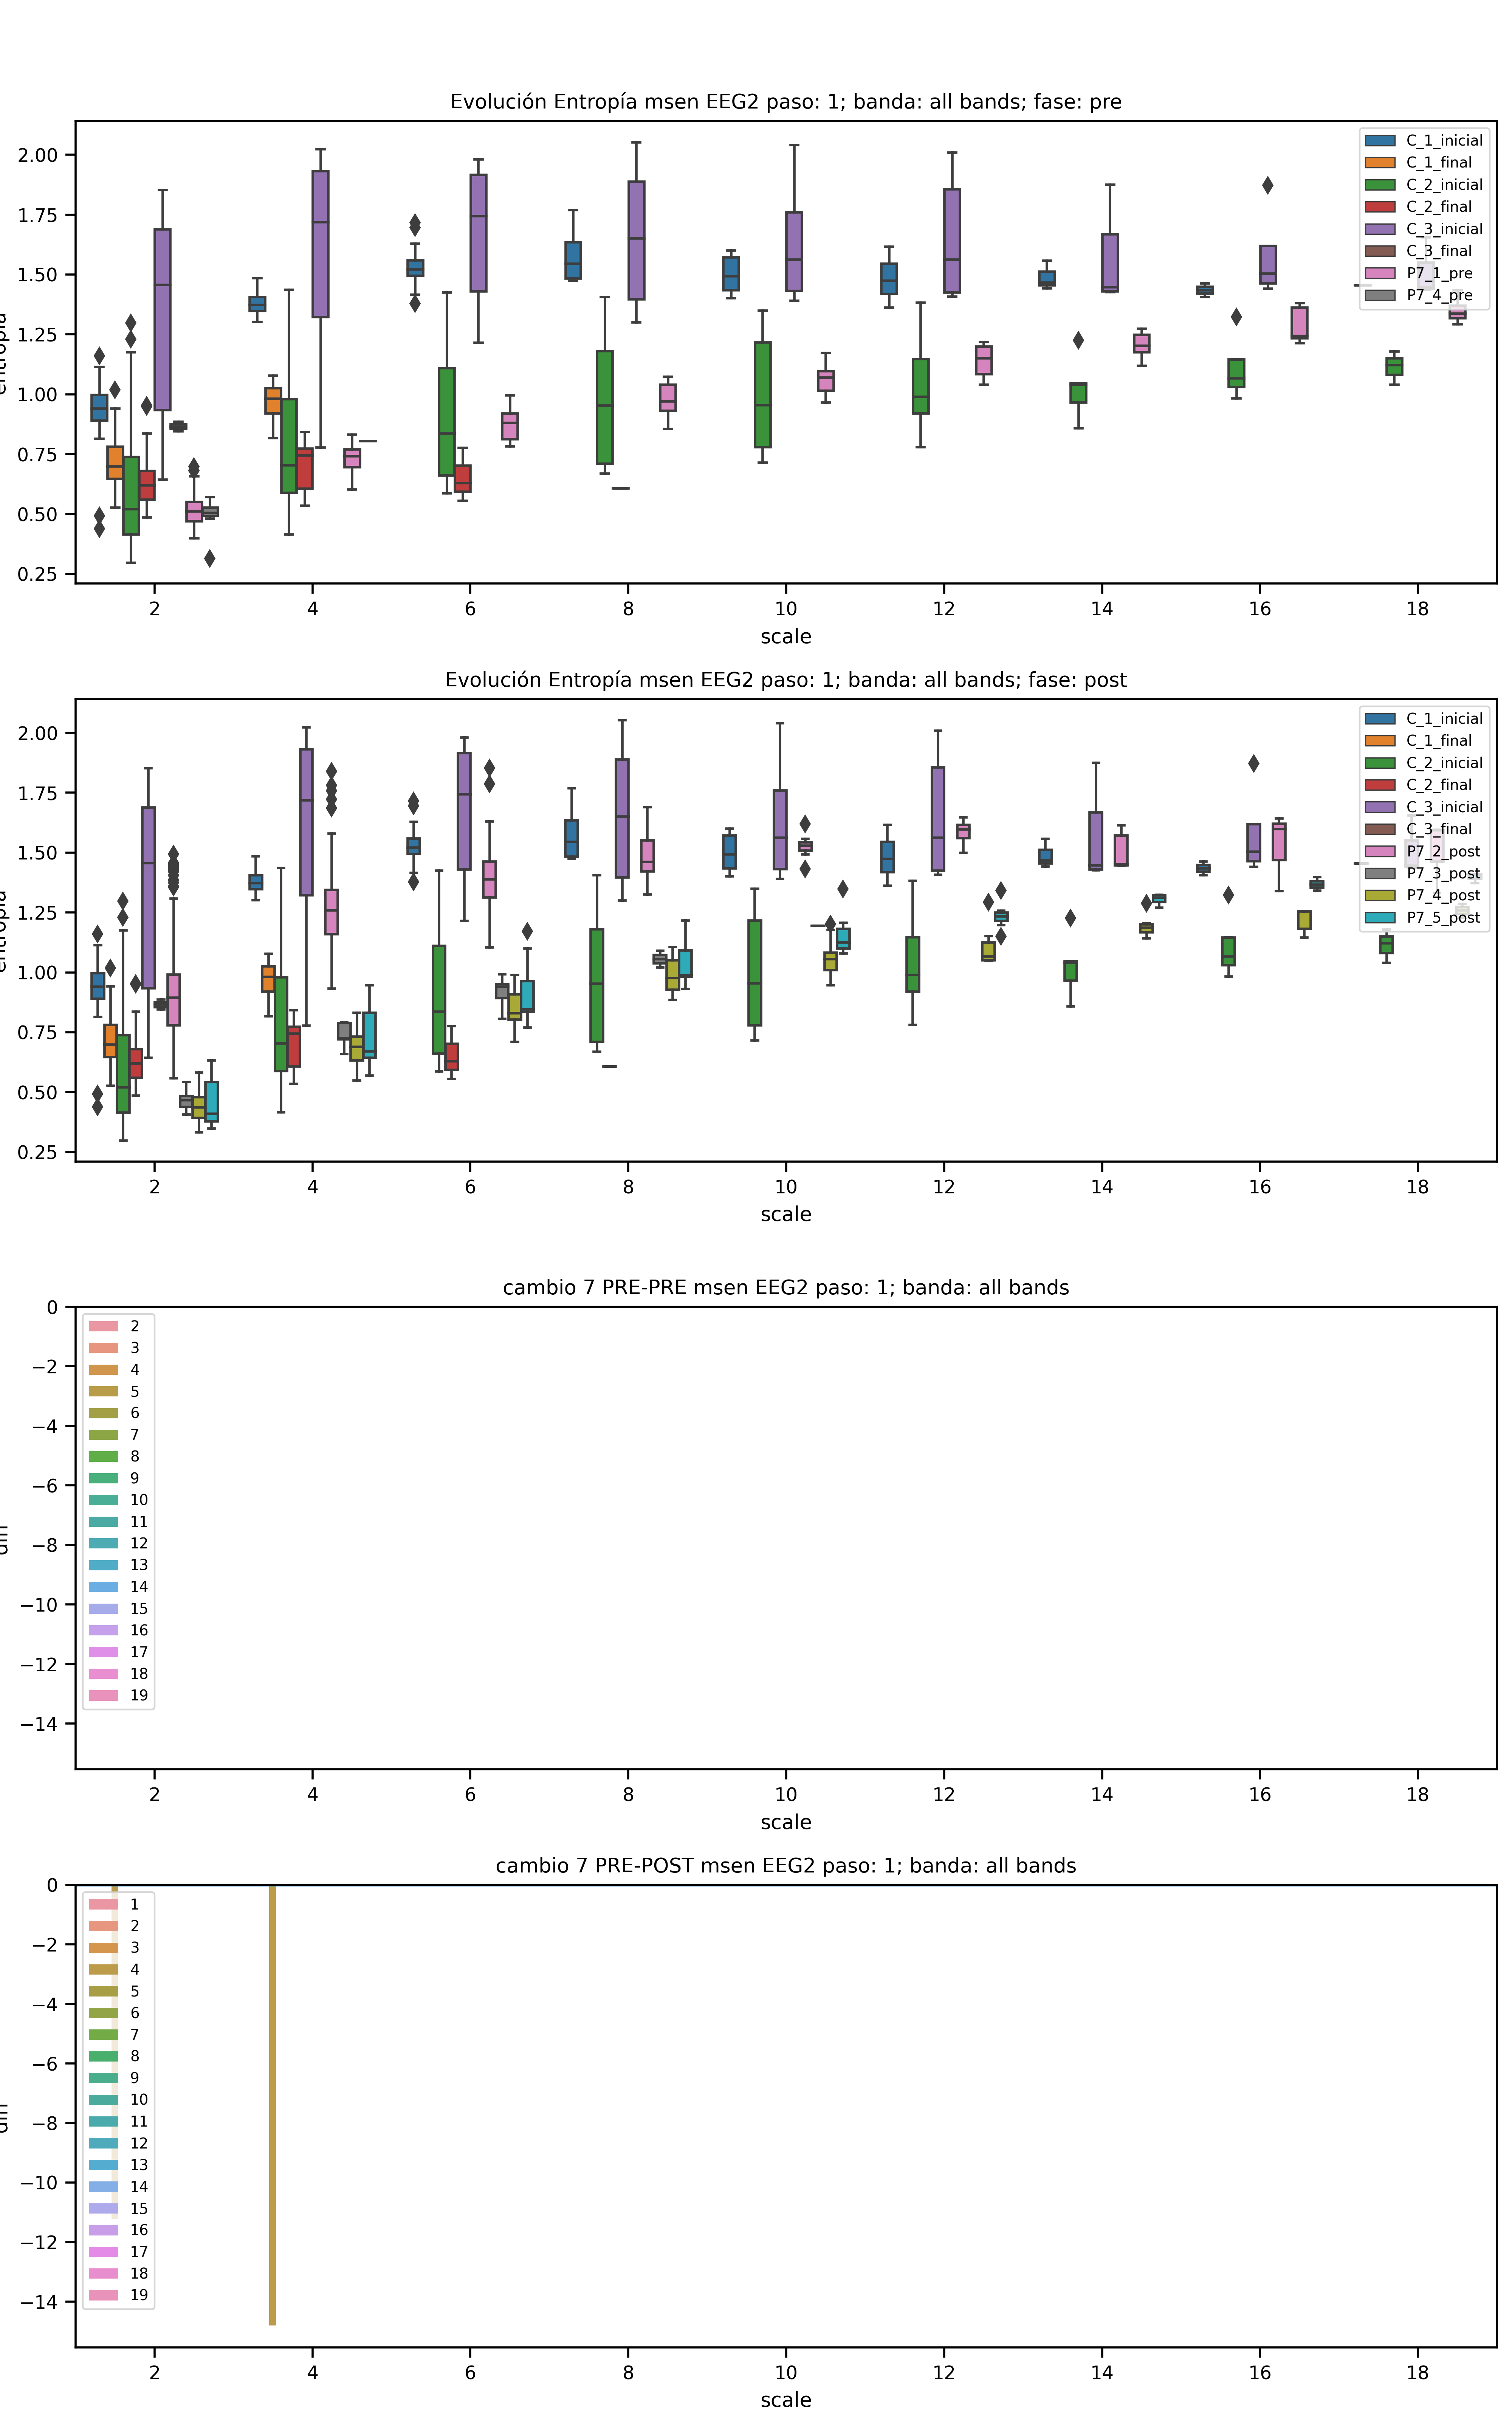 Evolución Entropía msen EEG2 paso: 1; banda: all bands; fase: pre
2.00
1.75
1.50
1.25
1.00
0.75
0.50
0.25
C_1_inicial
C_1_final
C_2_inicial
C_2_final
C_3_inicial
C_3_final
P7_1_pre
P7_4_pre
2 4 6 8 10 12 14 16 18
scale
Evolución Entropía msen EEG2 paso: 1; banda: all bands; fase: post
2.00
1.75
1.50
1.25
1.00
0.75
0.50
0.25
C_1_inicial
C_1_final
C_2_inicial
C_2_final
C_3_inicial
C_3_final
P7_2_post
P7_3_post
P7_4_post
P7_5_post
2 4 6 8 10 12 14 16 18
scale
cambio 7 PRE-PRE msen EEG2 paso: 1; banda: all bands
0
−2
−4
−6
−8
−10
−12
−14
2
3
4
5
6
7
8
9
10
11
12
13
14
15
16
17
18
19
2 4 6 8 10 12 14 16 18
scale
cambio 7 PRE-POST msen EEG2 paso: 1; banda: all bands
0
−2
−4
−6
−8
−10
−12
−14
1
2
3
4
5
6
7
8
9
10
11
12
13
14
15
16
17
18
19
2 4 6 8 10 12 14 16 18
scale